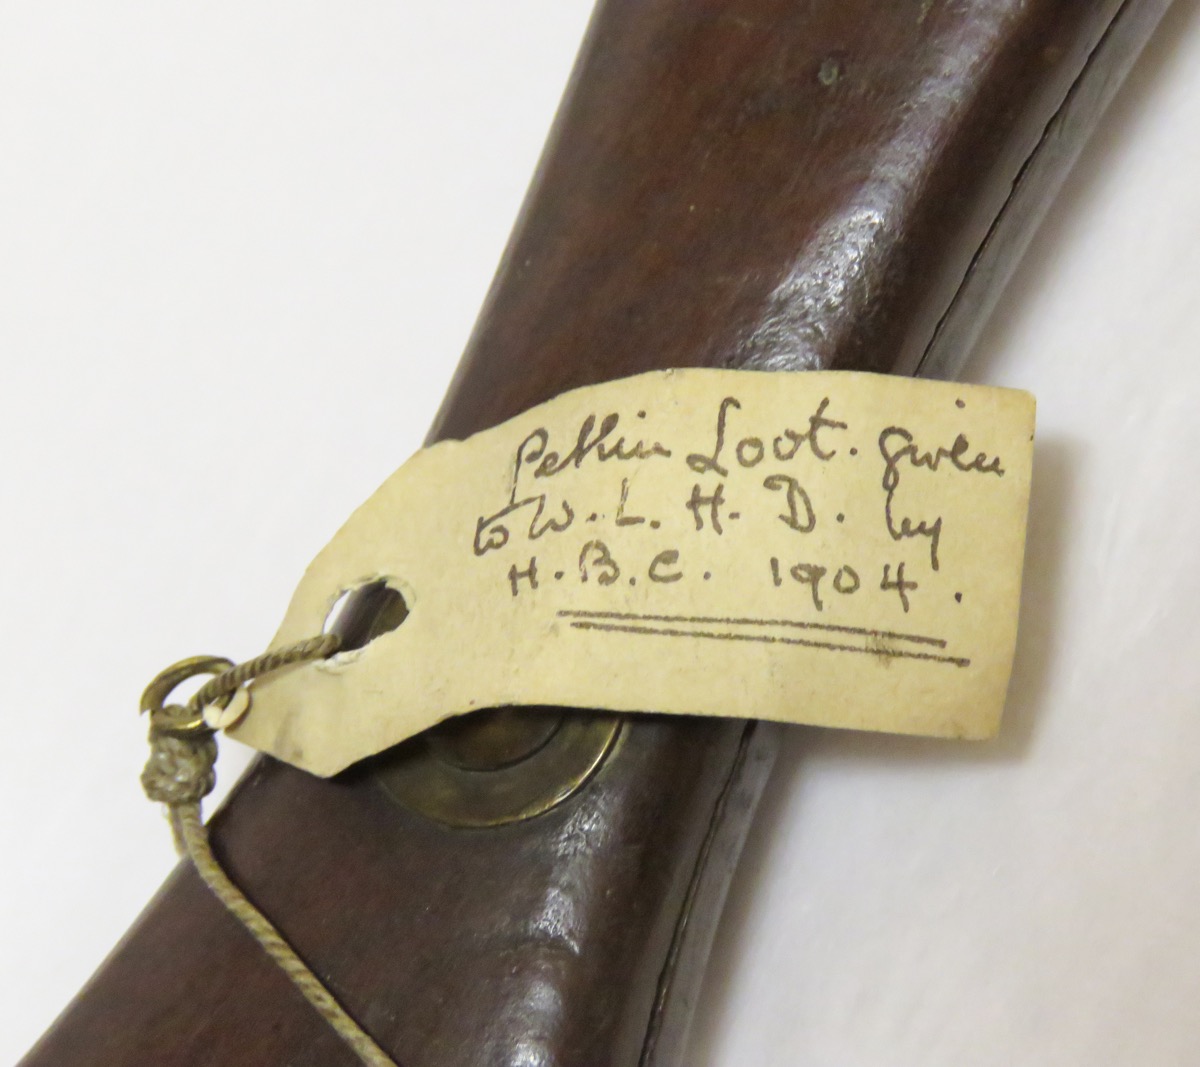 Pekin Loot. given
to W. L. H. D. by
H. B. C. 1904.